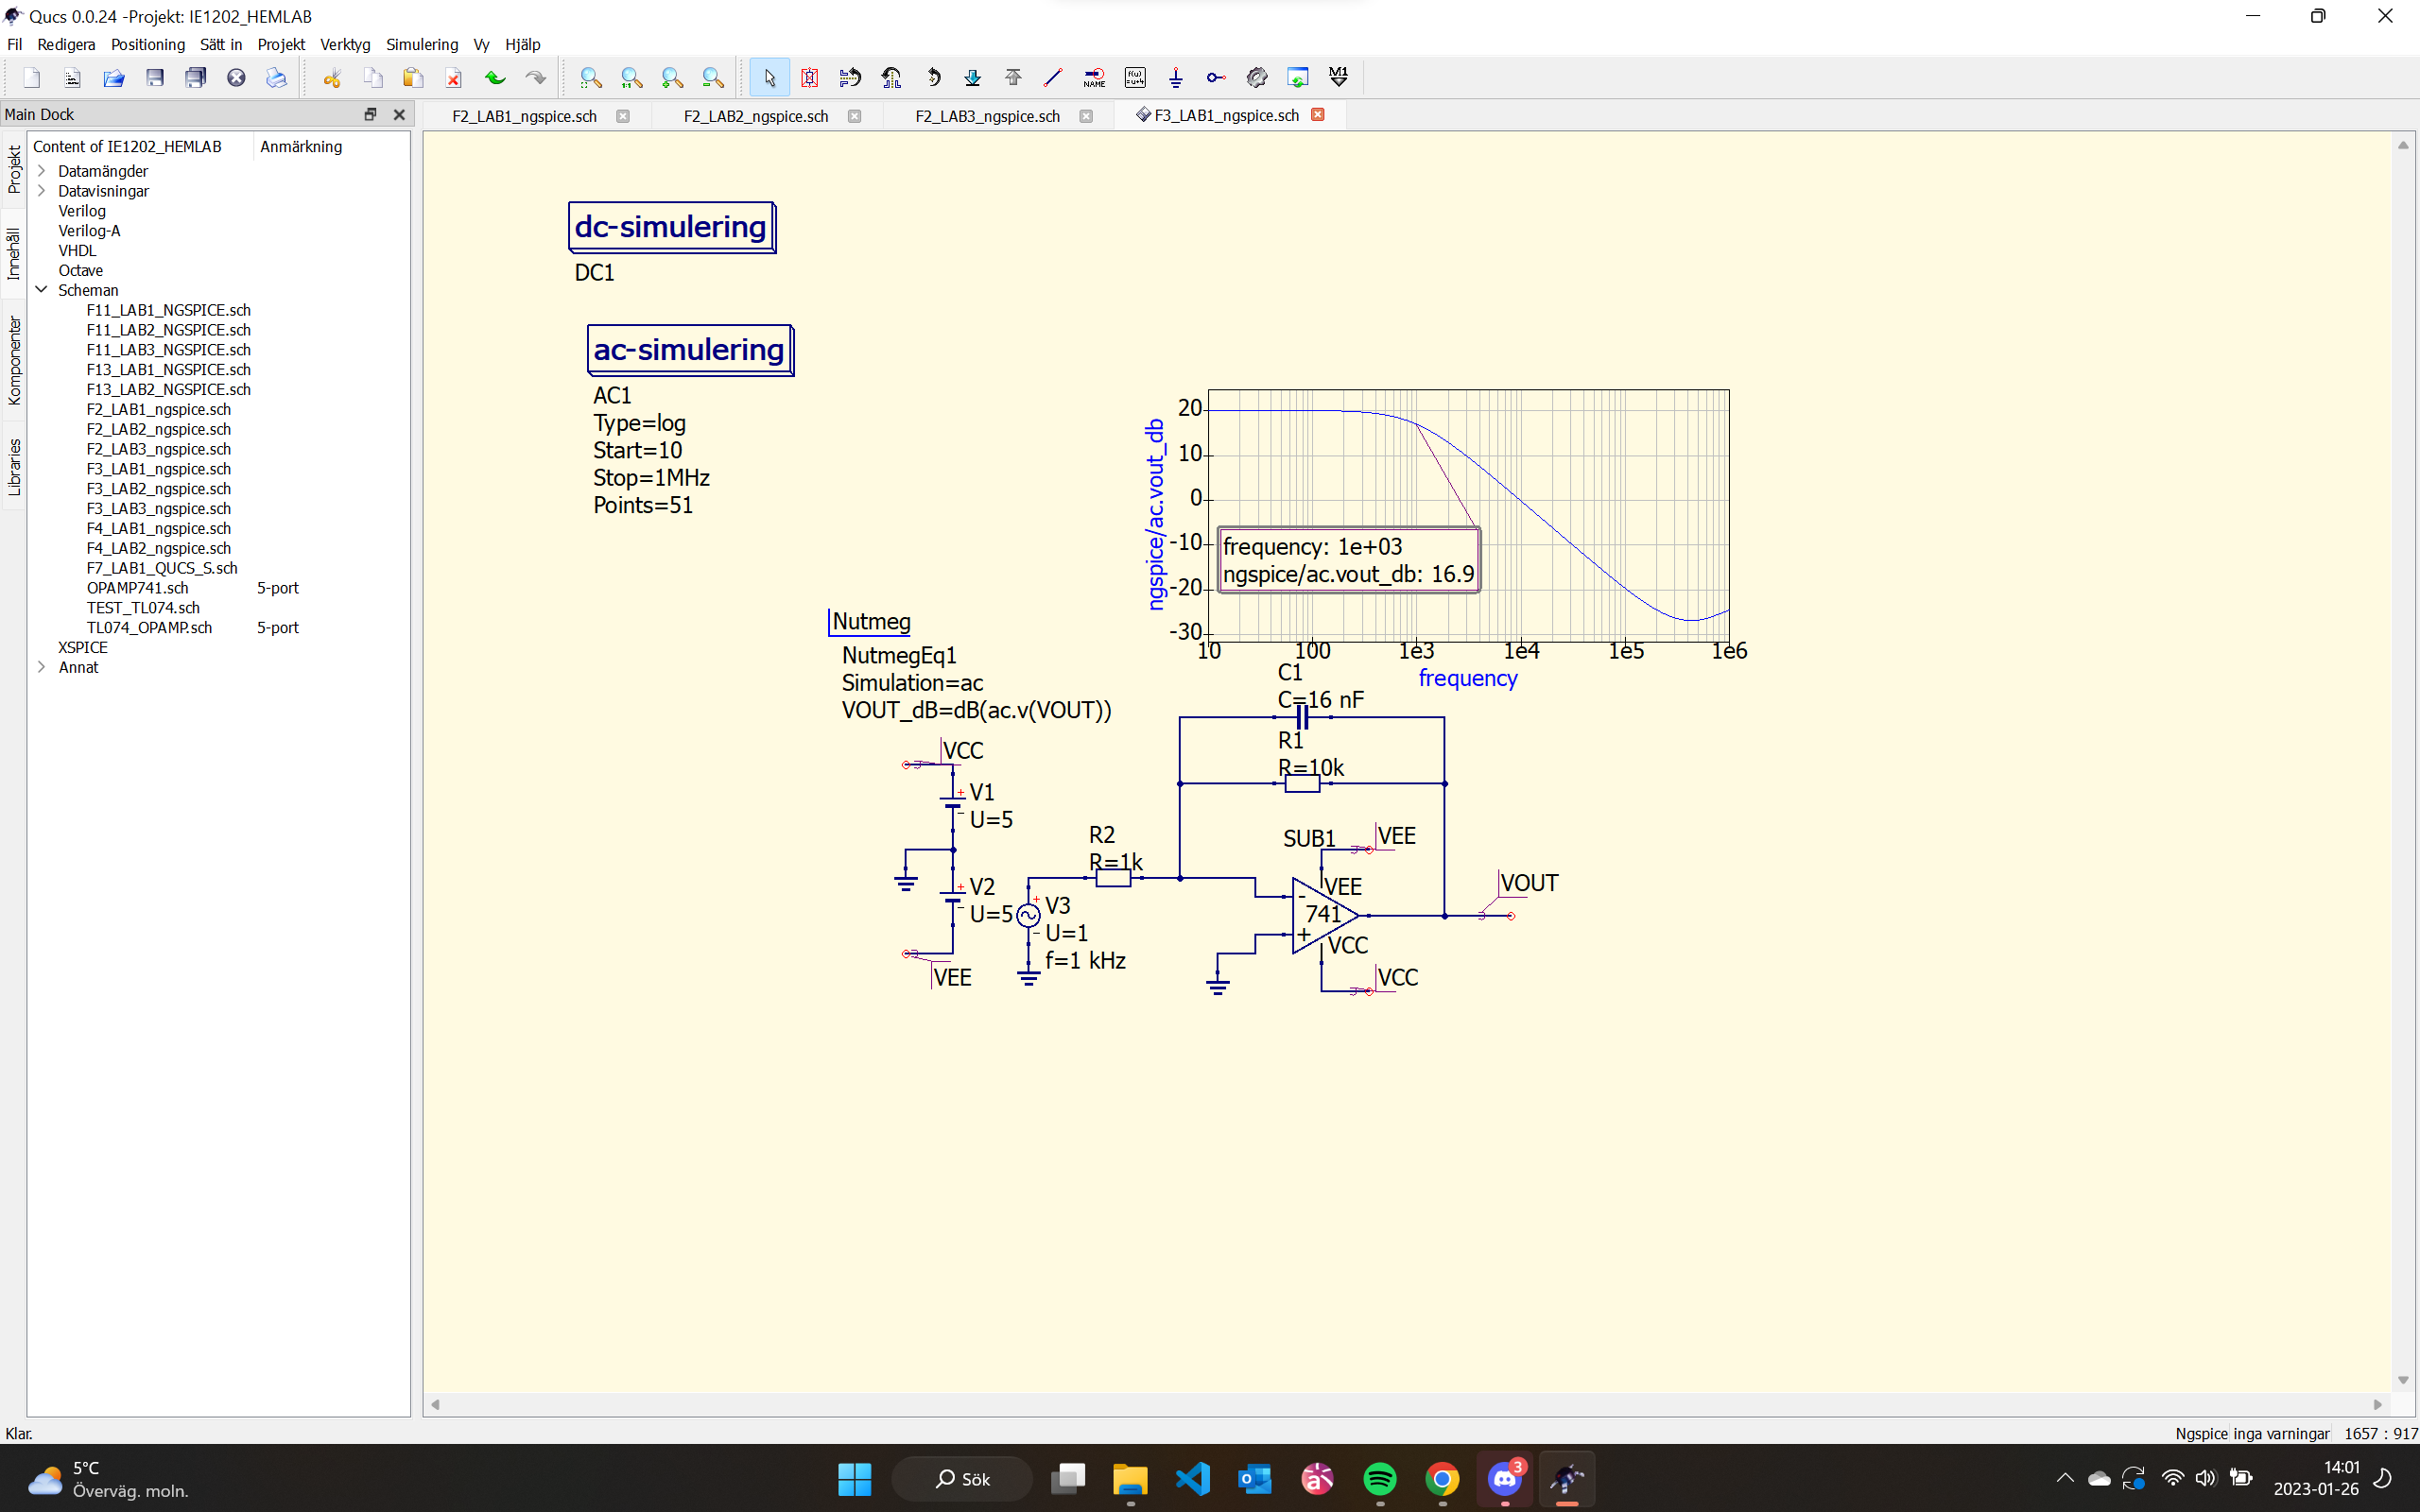 Qucs 0.0.24 -Projekt: IE1202_HEMLAB
Fil Redigera Positioning Sätt in Projekt Verktyg Simulering Vy Hjälp
NAME
M1
Main Dock
F2_LAB1_ngspice.sch F2_LAB2_ngspice.sch F2_LAB3_ngspice.sch F3_LAB1_ngspice.sch
Projekt
Innehåll
Komponenter
Libraries
Content of IE1202_HEMLAB Anmärkning
Datamängder
Datavisningar
Verilog
Verilog-A
VHDL
Octave
Scheman
F11_LAB1_NGSPICE.sch
F11_LAB2_NGSPICE.sch
F11_LAB3_NGSPICE.sch
F13_LAB1_NGSPICE.sch
F13_LAB2_NGSPICE.sch
F2_LAB1_ngspice.sch
F2_LAB2_ngspice.sch
F2_LAB3_ngspice.sch
F3_LAB1_ngspice.sch
F3_LAB2_ngspice.sch
F3_LAB3_ngspice.sch
F4_LAB1_ngspice.sch
F4_LAB2_ngspice.sch
F7_LAB1_QUCS_S.sch
OPAMP741.sch 5-port
TEST_TL074.sch
TL074_OPAMP.sch 5-port
XSPICE
Annat
dc-simulering
DC1
ac-simulering
AC1
Type=log
Start=10
Stop=1MHz
Points=51
ngspice/ac.vout_db
20
10
0
-10
-20
-30
10 100 1e3 1e4 1e5 1e6
frequency
frequency: 1e+03
ngspice/ac.vout_db: 16.9
Nutmeg
NutmegEq1
Simulation=ac
VOUT_dB=dB(ac.v(VOUT))
C1
C=16 nF
R1
R=10k
VCC
V1
U=5
V2
U=5
VEE
R2
R=1k
V3
U=1
f=1 kHz
SUB1
VEE
VEE
-
741
+
VCC
VCC
VOUT
Klar.
Ngspice inga varningar 1657 : 917
5°C
Överväg. moln.
Sök
3
14:01
2023-01-26